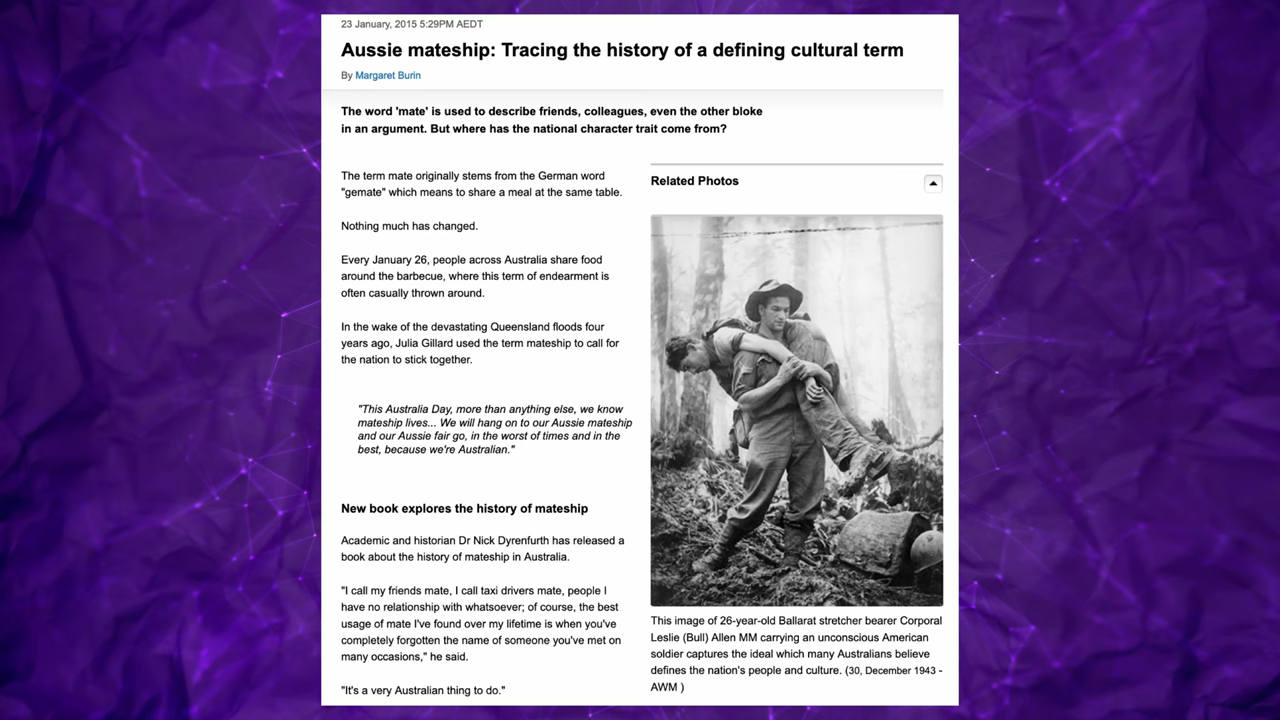 23 January, 2015 5:29PM AEDT
Aussie mateship: Tracing the history of a defining cultural term
By Margaret Burin
The word 'mate' is used to describe friends, colleagues, even the other bloke
in an argument. But where has the national character trait come from?
The term mate originally stems from the German word
"gemate" which means to share a meal at the same table.
Nothing much has changed.
Every January 26, people across Australia share food
around the barbecue, where this term of endearment is
often casually thrown around.
In the wake of the devastating Queensland floods four
years ago, Julia Gillard used the term mateship to call for
the nation to stick together.
"This Australia Day, more than anything else, we know
mateship lives... We will hang on to our Aussie mateship
and our Aussie fair go, in the worst of times and in the
best, because we're Australian."
New book explores the history of mateship
Academic and historian Dr Nick Dyrenfurth has released a
book about the history of mateship in Australia.
"I call my friends mate, I call taxi drivers mate, people I
have no relationship with whatsoever; of course, the best
usage of mate I've found over my lifetime is when you've
completely forgotten the name of someone you've met on
many occasions," he said.
"It's a very Australian thing to do."
Related Photos
This image of 26-year-old Ballarat stretcher bearer Corporal
Leslie (Bull) Allen MM carrying an unconscious American
soldier captures the ideal which many Australians believe
defines the nation's people and culture. (30, December 1943 -
AWM )